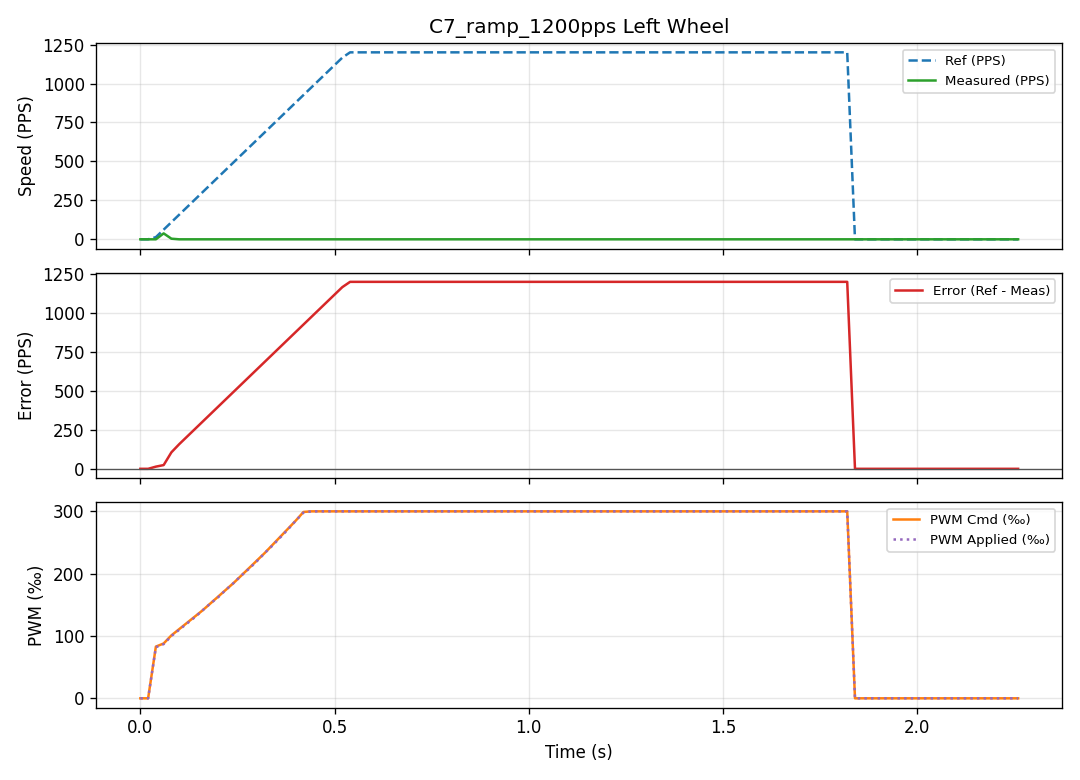 C7_ramp_1200pps Left Wheel
1250
1000
750
500
250
0
Speed (PPS)
Ref (PPS)
Measured (PPS)
1250
1000
750
500
250
0
Error (PPS)
Error (Ref - Meas)
300
200
100
0
PWM (‰)
PWM Cmd (‰)
PWM Applied (‰)
0.0 0.5 1.0 1.5 2.0
Time (s)